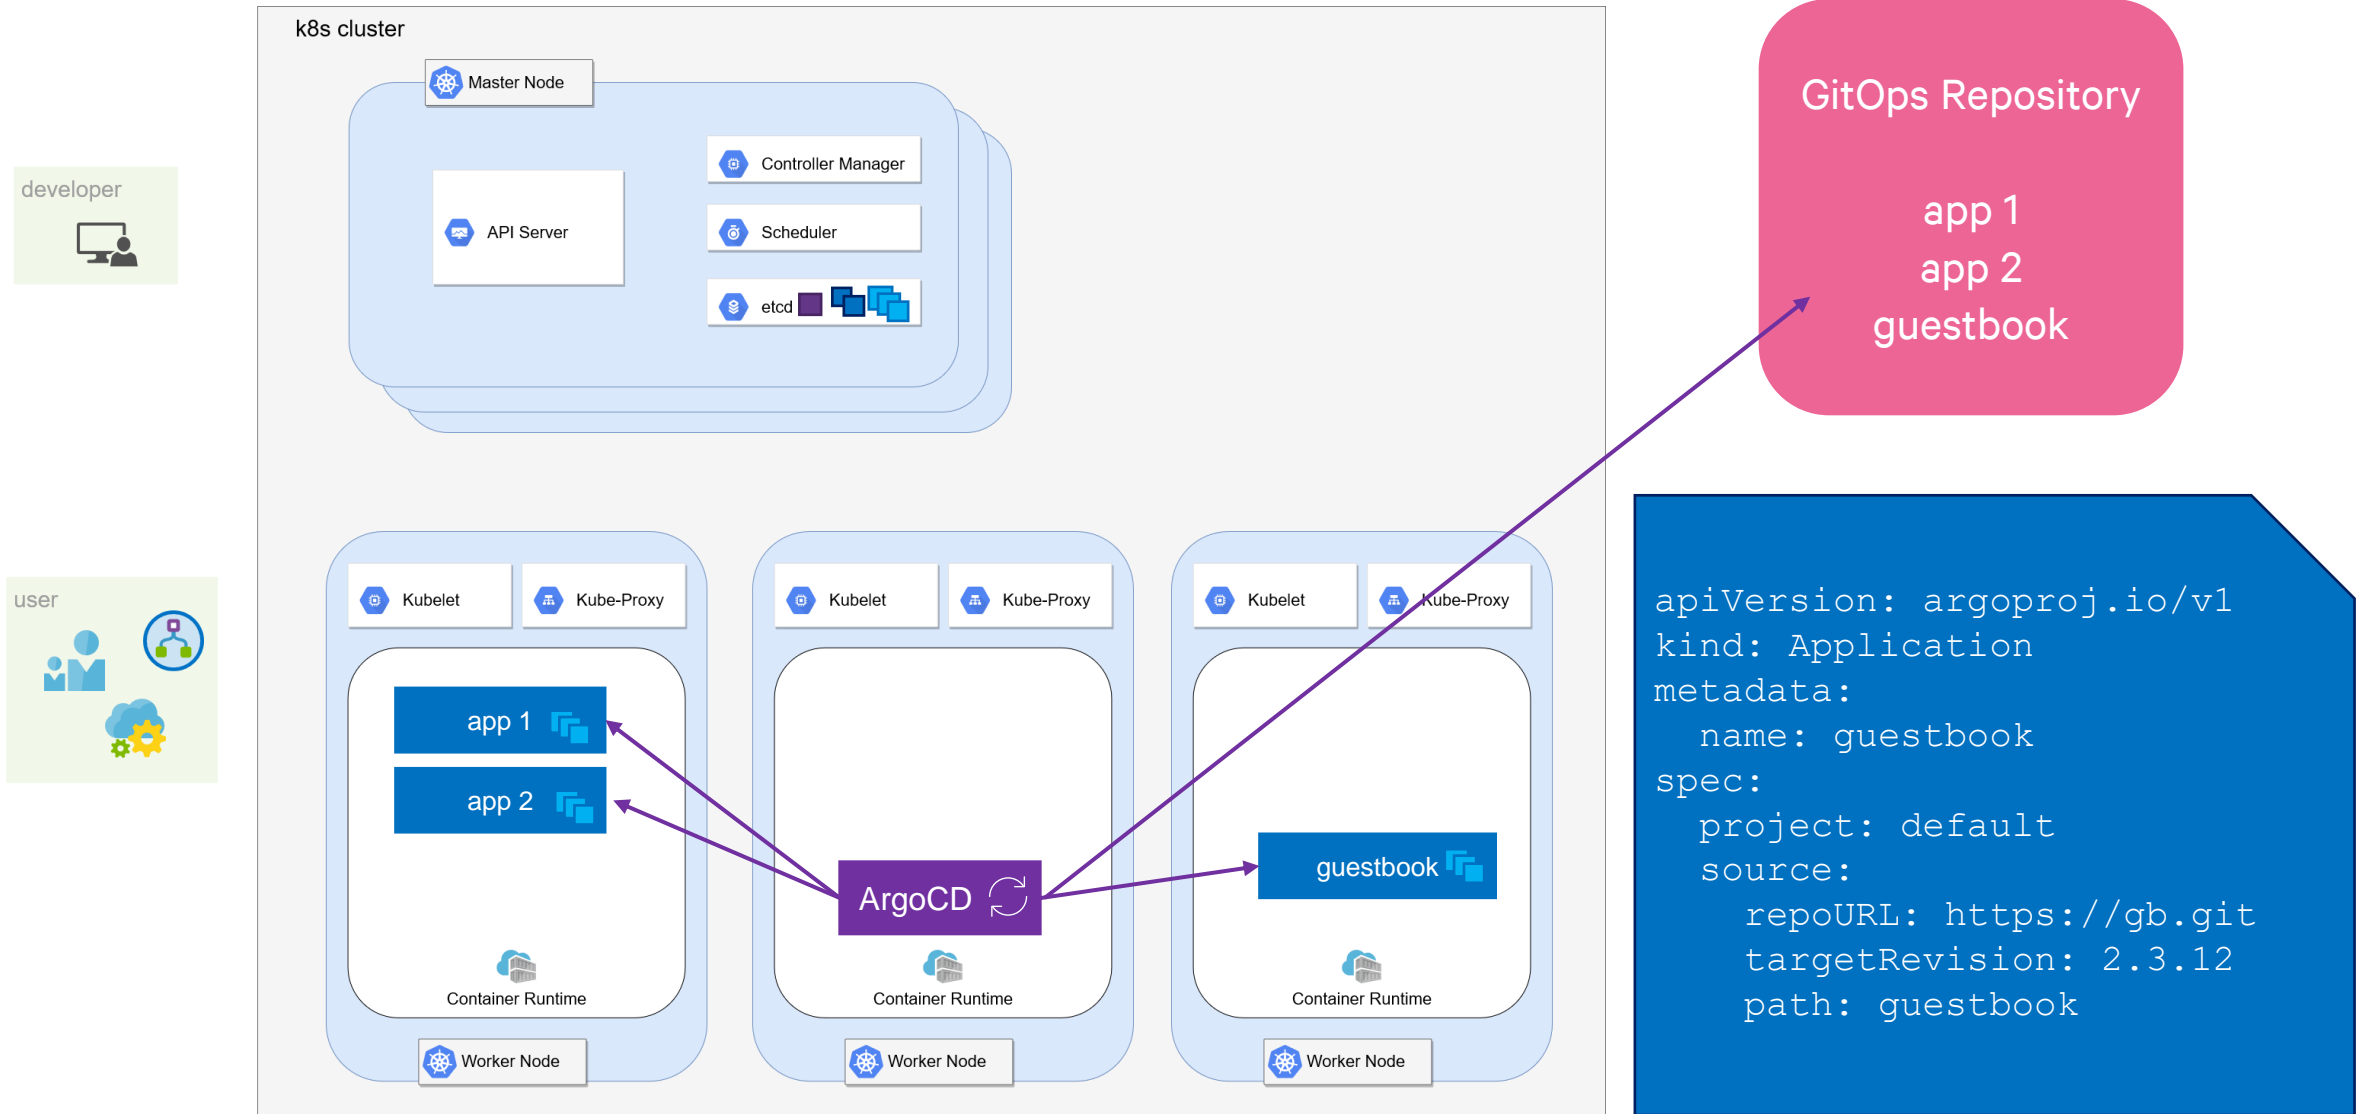 k8s cluster
Master Node
Controller Manager
API Server
Scheduler
etcd
developer
user
GitOps Repository
app 1
app 2
guestbook
Kubelet
Kube-Proxy
app 1
app 2
Container Runtime
Worker Node
Kubelet
Kube-Proxy
ArgoCD
Container Runtime
Worker Node
Kubelet
Kube-Proxy
guestbook
Container Runtime
Worker Node
apiVersion: argoproj.io/v1
kind: Application
metadata:
  name: guestbook
spec:
  project: default
  source:
    repoURL: https://gb.git
    targetRevision: 2.3.12
    path: guestbook